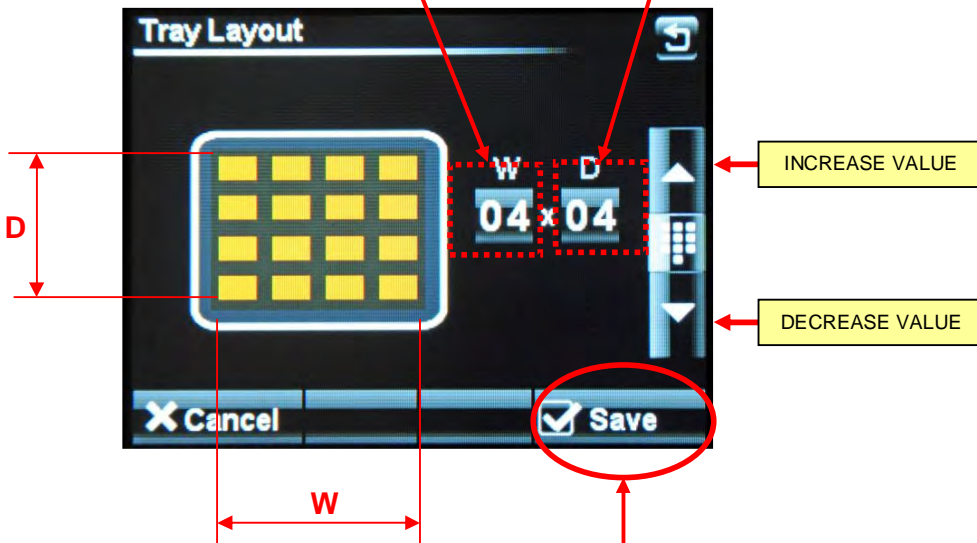 Tray Layout
W D
INCREASE VALUE
D
04 x 04
DECREASE VALUE
Cancel
Save
W